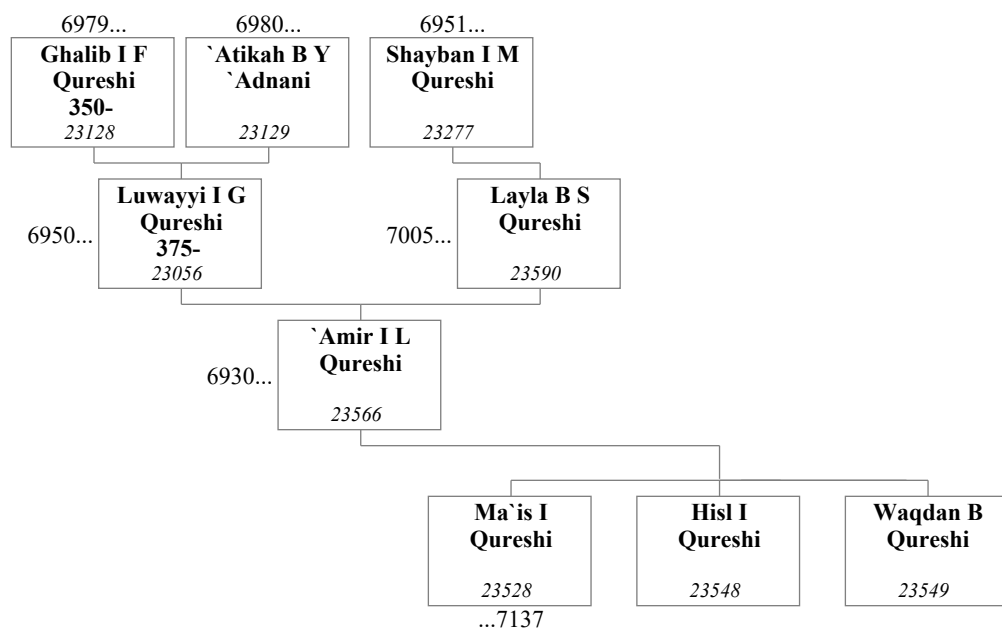 6979...
6980...
6951...
Ghalib I F
Qureshi
350-
23128
`Atikah B Y
`Adnani
23129
Shayban I M
Qureshi
23277
6950...
Luwayyi I G
Qureshi
375-
23056
7005...
Layla B S
Qureshi
23590
6930...
`Amir I L
Qureshi
23566
Ma`is I
Qureshi
23528
Hisl I
Qureshi
23548
Waqdan B
Qureshi
23549
...7137